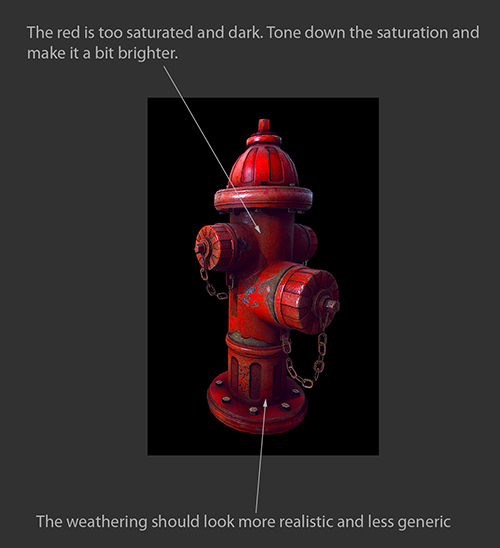 The red is too saturated and dark. Tone down the saturation and
make it a bit brighter.
The weathering should look more realistic and less generic